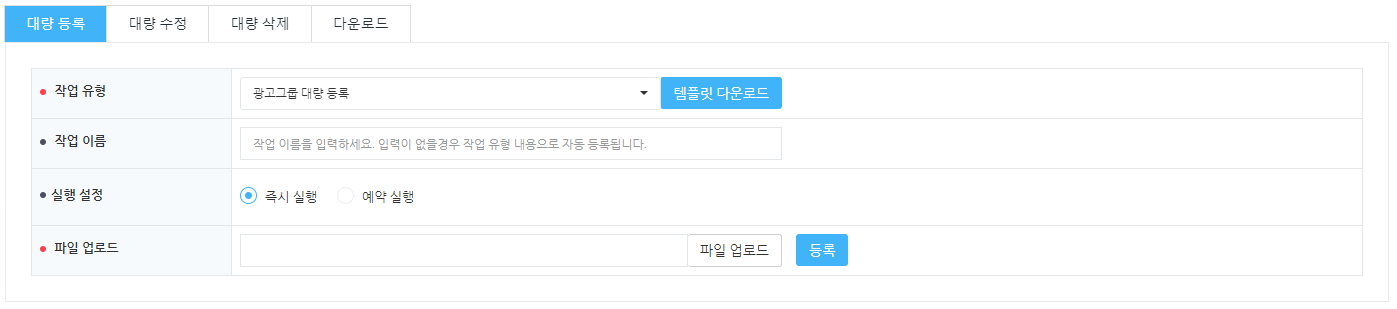 대량 등록 대량 수정 대량 삭제 다운로드
작업 유형 광고그룹 대량 등록 템플릿 다운로드
작업 이름 작업 이름을 입력하세요. 입력이 없을경우 작업 유형 내용으로 자동 등록됩니다.
실행 설정 즉시 실행 예약 실행
파일 업로드 파일 업로드 등록